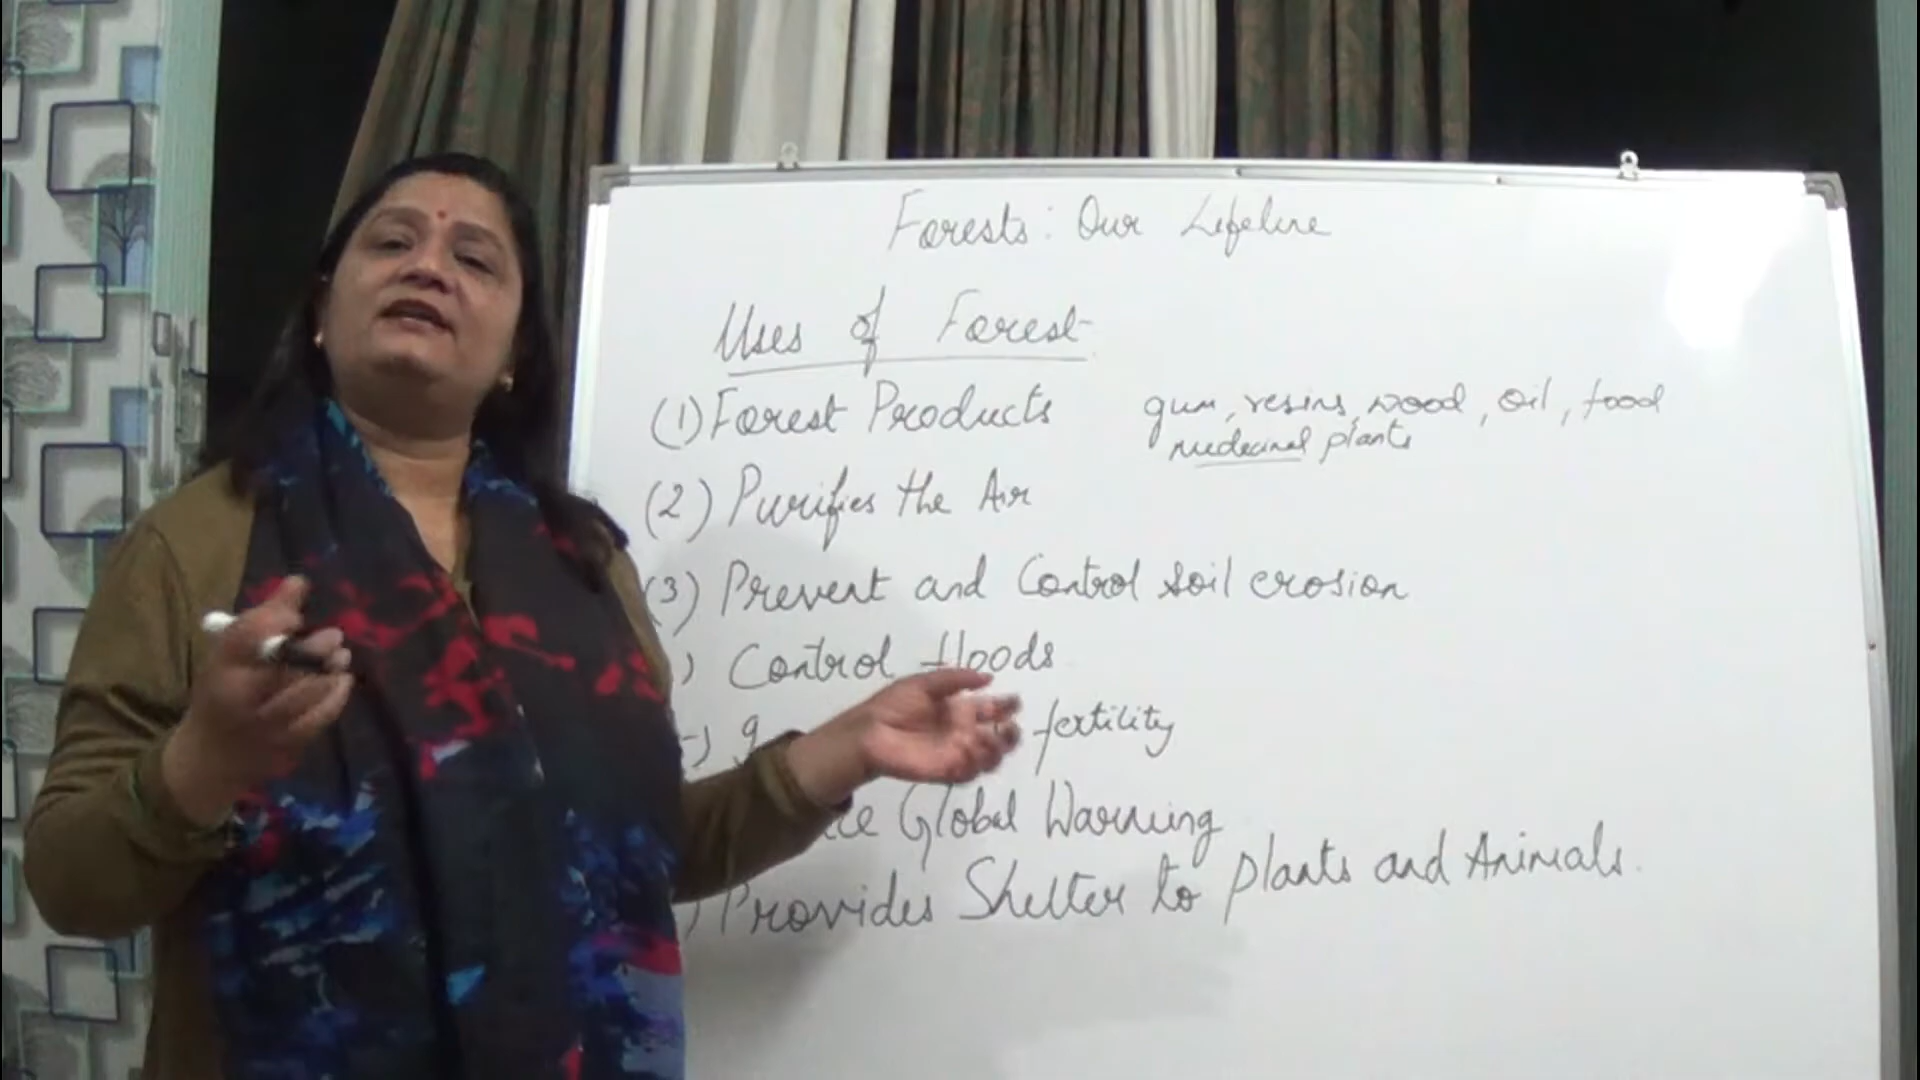 Forests: Our Lifeline
Uses of Forest
(1) Forest Products gum, resins, wood, oil, food
medecinal plants
(2) Purifies the Air
(3) Prevent and Control soil erosion
) Control floods
) fertility
Global Warming
) Provides Shelter to plants and Animals.